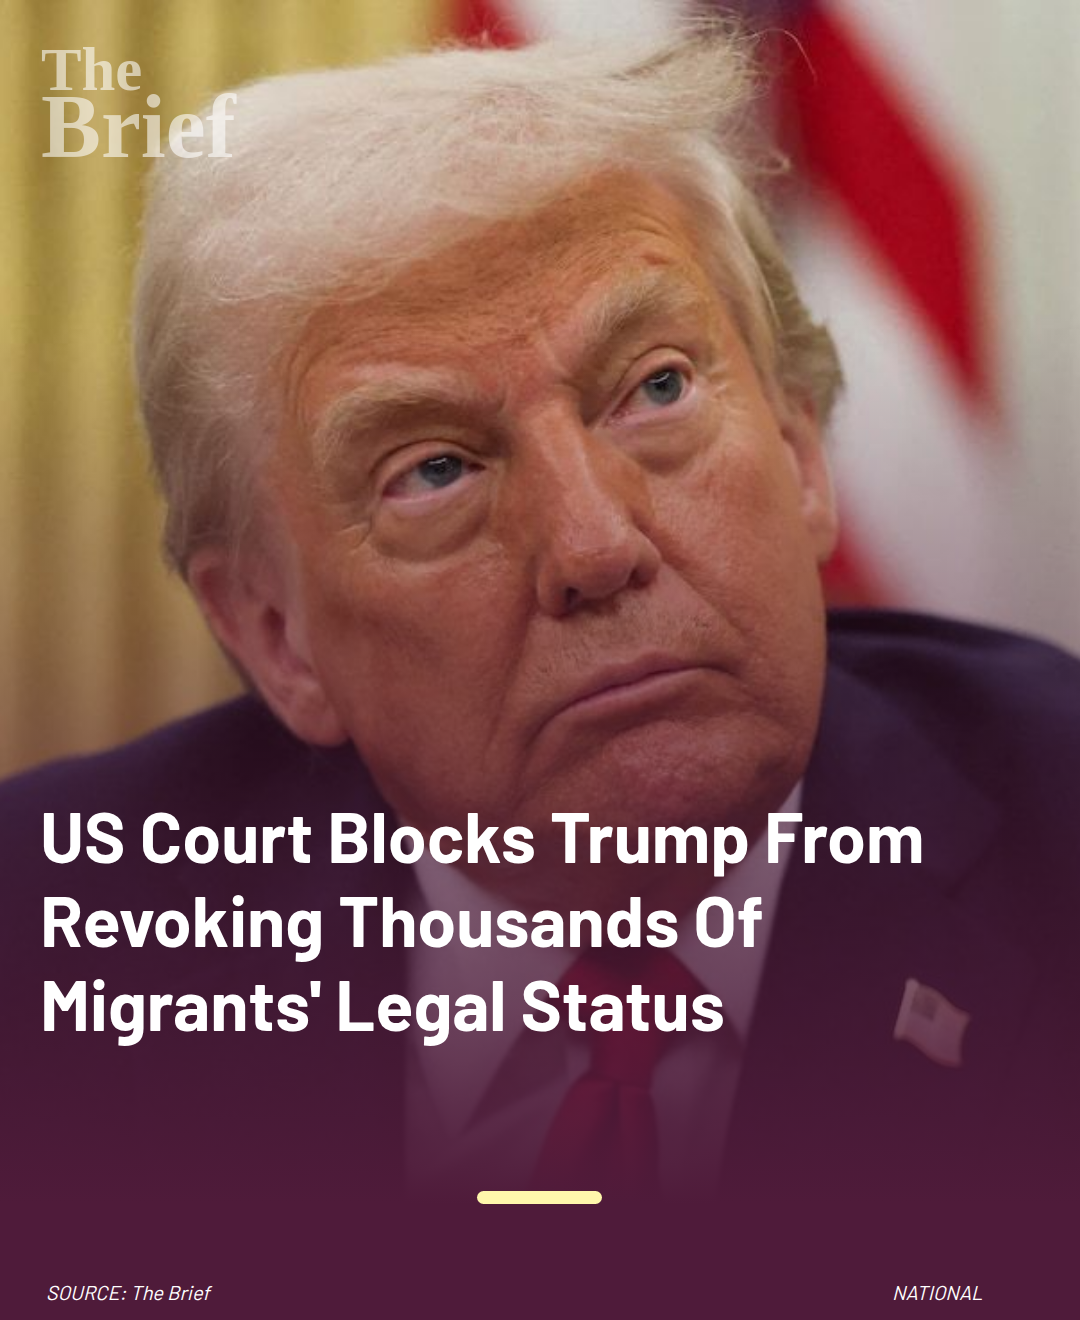 The
Brief
US Court Blocks Trump From
Revoking Thousands Of
Migrants' Legal Status
SOURCE: The Brief
NATIONAL